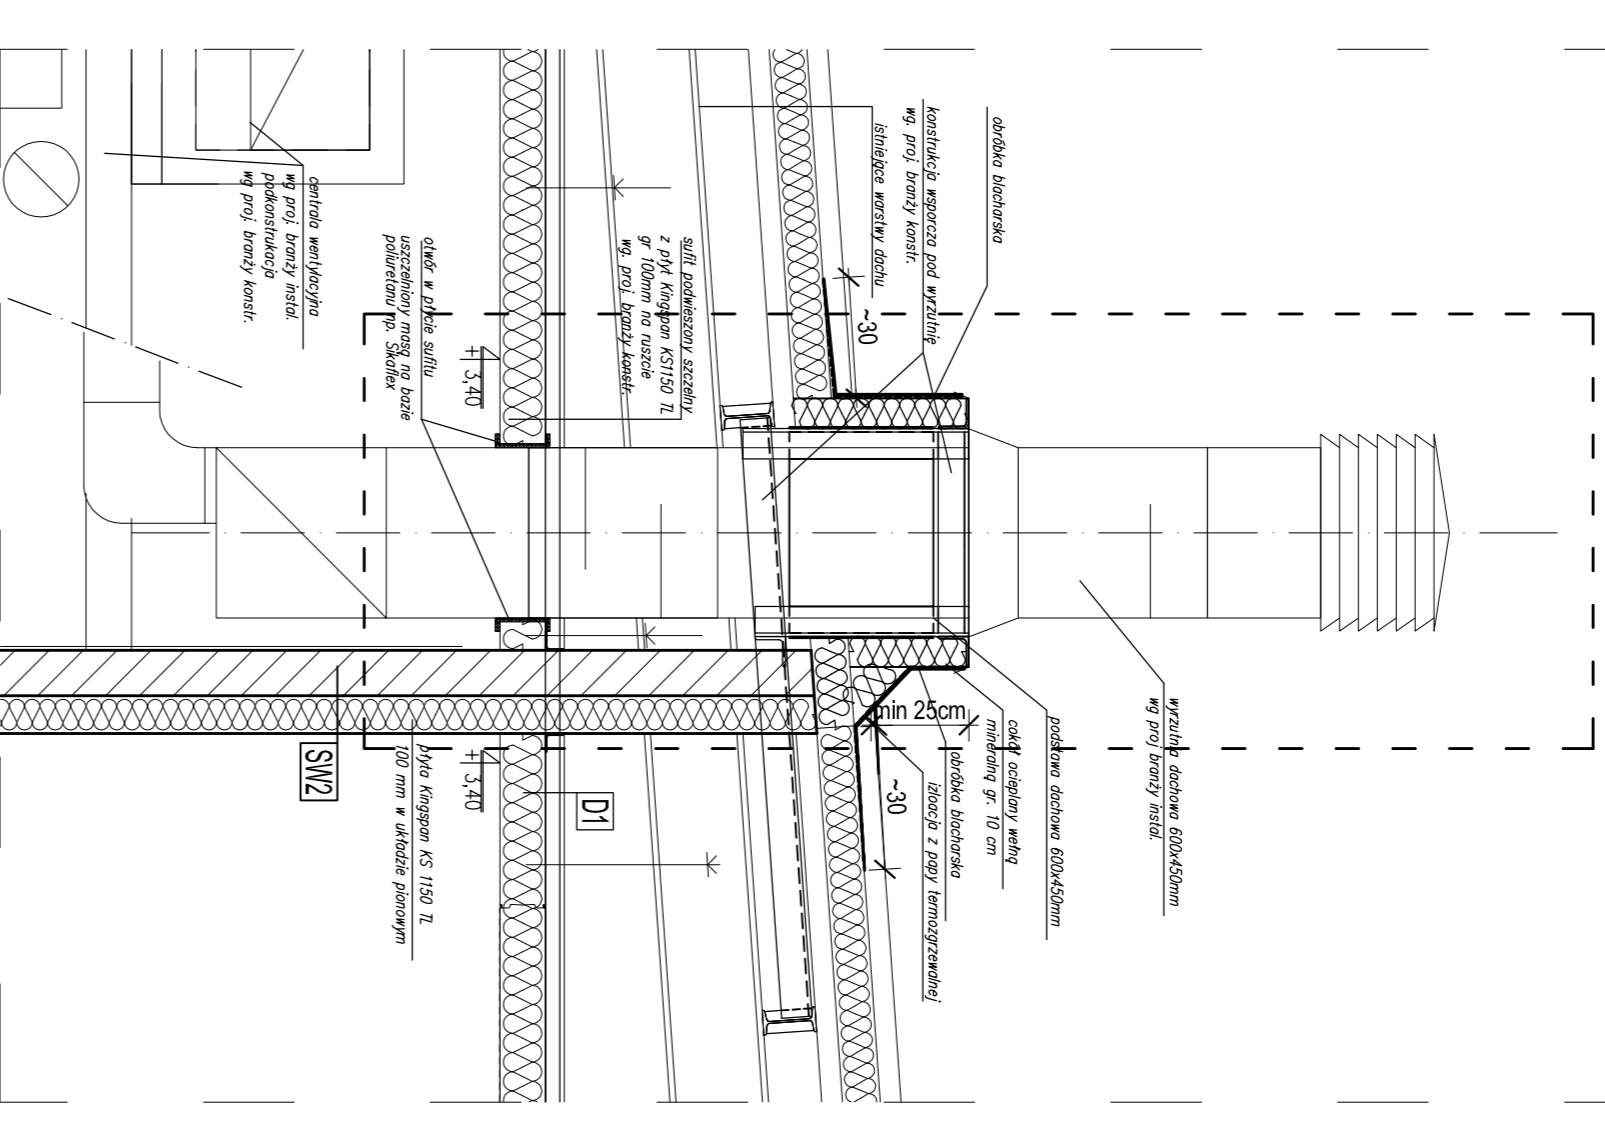 obróbka blacharska
konstrukcja wsporcza pod wyrzutnię
wg. proj. branży konstr.
istniejące warstwy dachu
~30
sufit podwieszony szczelny
z płyt Kingspan KS1150 TL
gr 100mm na ruszcie
wg. proj. branży konstr.
otwór w płycie sufitu
uszczelniony masą na bazie
poliuretanu np. Sikaflex
+ 3,40
centrala wentylacyjna
wg proj. branży instal.
podkonstrukacja
wg proj. branży konstr.
wyrzutnia dachowa 600x450mm
wg proj branży instal.
podstawa dachowa 600x450mm
cokół ocieplany wełną
mineralną gr. 10 cm
obróbka blacharska
izloacja z papy termozgrzewalnej
min 25cm
~30
D1
+ 3,40
płyta Kingspan KS 1150 TL
100 mm w układzie pionowym
SW2